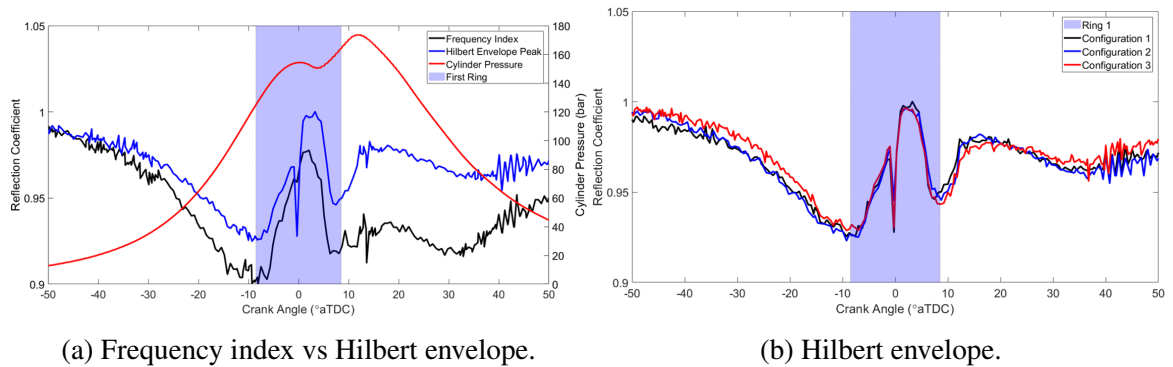 1.05
1
0.95
0.9
Reflection Coefficient
180
160
140
120
100
80
60
40
20
0
Cylinder Pressure (bar)
Frequency Index
Hilbert Envelope Peak
Cylinder Pressure
First Ring
-50 -40 -30 -20 -10 0 10 20 30 40 50
Crank Angle (°aTDC)
(a) Frequency index vs Hilbert envelope.
1.05
1
0.95
0.9
Reflection Coefficient
Ring 1
Configuration 1
Configuration 2
Configuration 3
-50 -40 -30 -20 -10 0 10 20 30 40 50
Crank Angle (°aTDC)
(b) Hilbert envelope.